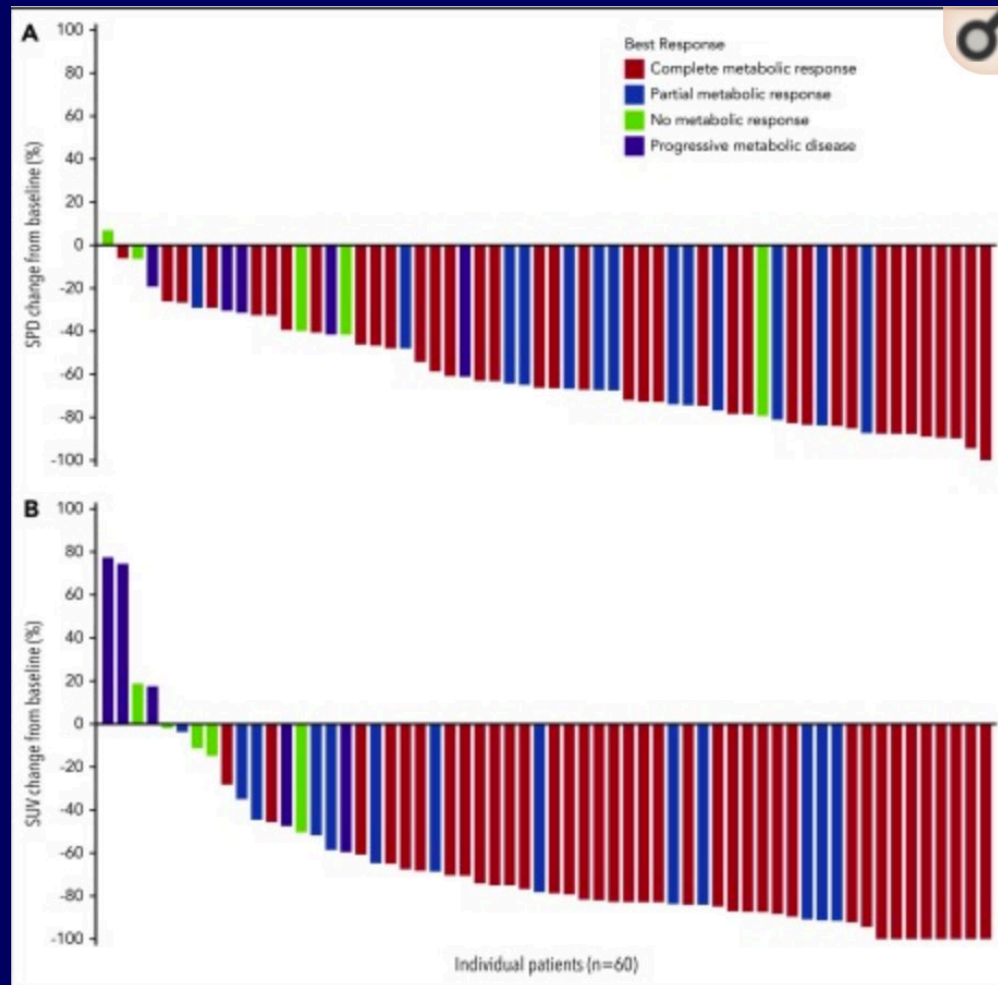 A
100
80
60
40
20
0
-20
-40
-60
-80
-100
SPD change from baseline (%)
Best Response
Complete metabolic response
Partial metabolic response
No metabolic response
Progressive metabolic disease
B
100
80
60
40
20
0
-20
-40
-60
-80
-100
SUV change from baseline (%)
Individual patients (n=60)